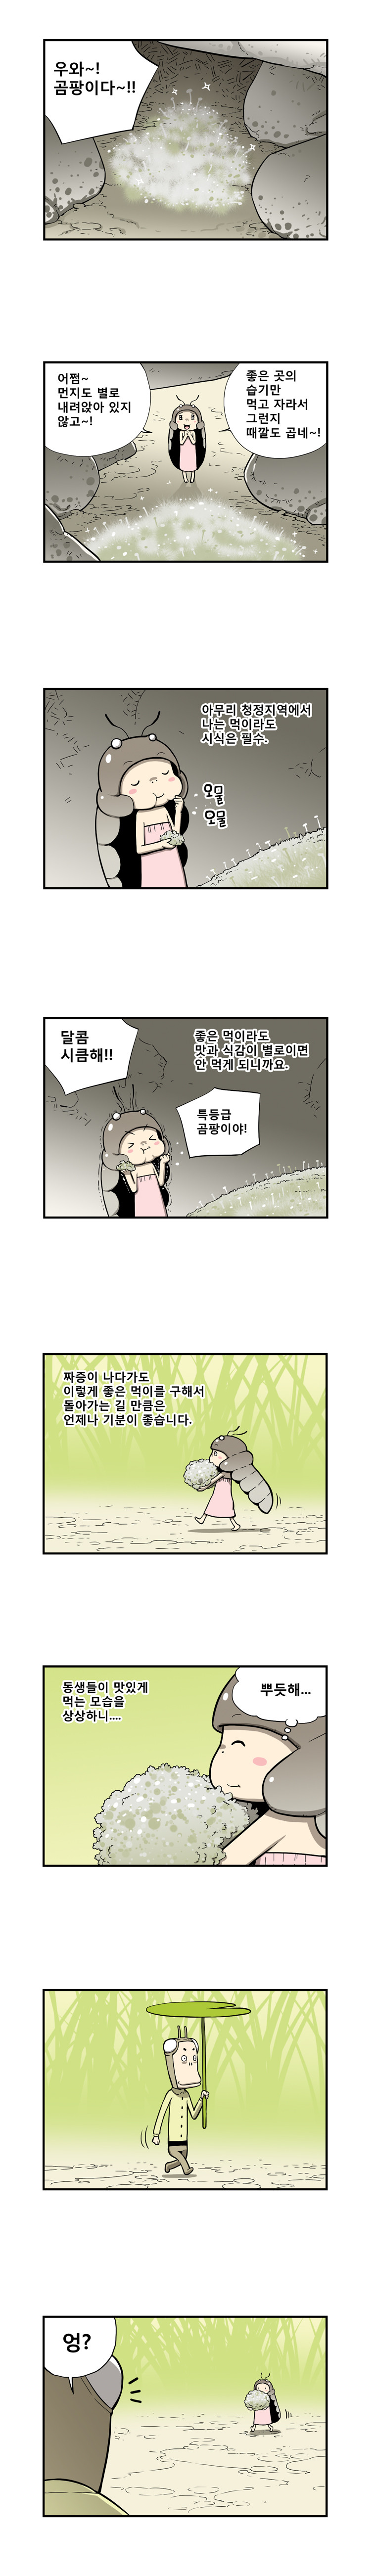 우와~!
곰팡이다~!!
어쩜~
먼지도 별로
내려앉아 있지
않고~!
좋은 곳의
습기만
먹고 자라서
그런지
때깔도 곱네~!
아무리 청정지역에서
나는 먹이라도
시식은 필수.
오물
오물
달콤
시큼해!!
좋은 먹이라도
맛과 식감이 별로이면
안 먹게 되니까요.
특등급
곰팡이야!
짜증이 나다가도
이렇게 좋은 먹이를 구해서
돌아가는 길 만큼은
언제나 기분이 좋습니다.
동생들이 맛있게
먹는 모습을
상상하니....
뿌듯해...
엉?